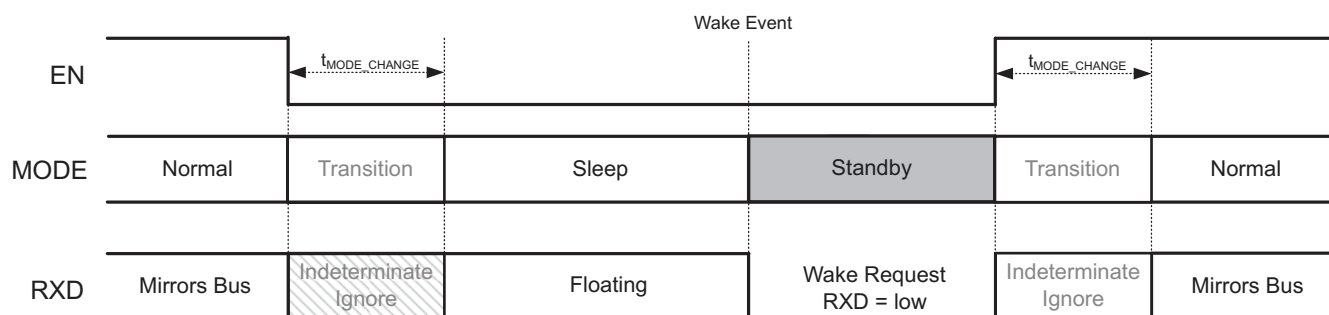 Wake Event
EN
tMODE_CHANGE
tMODE_CHANGE
MODE
Normal
Transition
Sleep
Standby
Transition
Normal
RXD
Mirrors Bus
Indeterminate
Ignore
Floating
Wake Request
RXD = low
Indeterminate
Ignore
Mirrors Bus